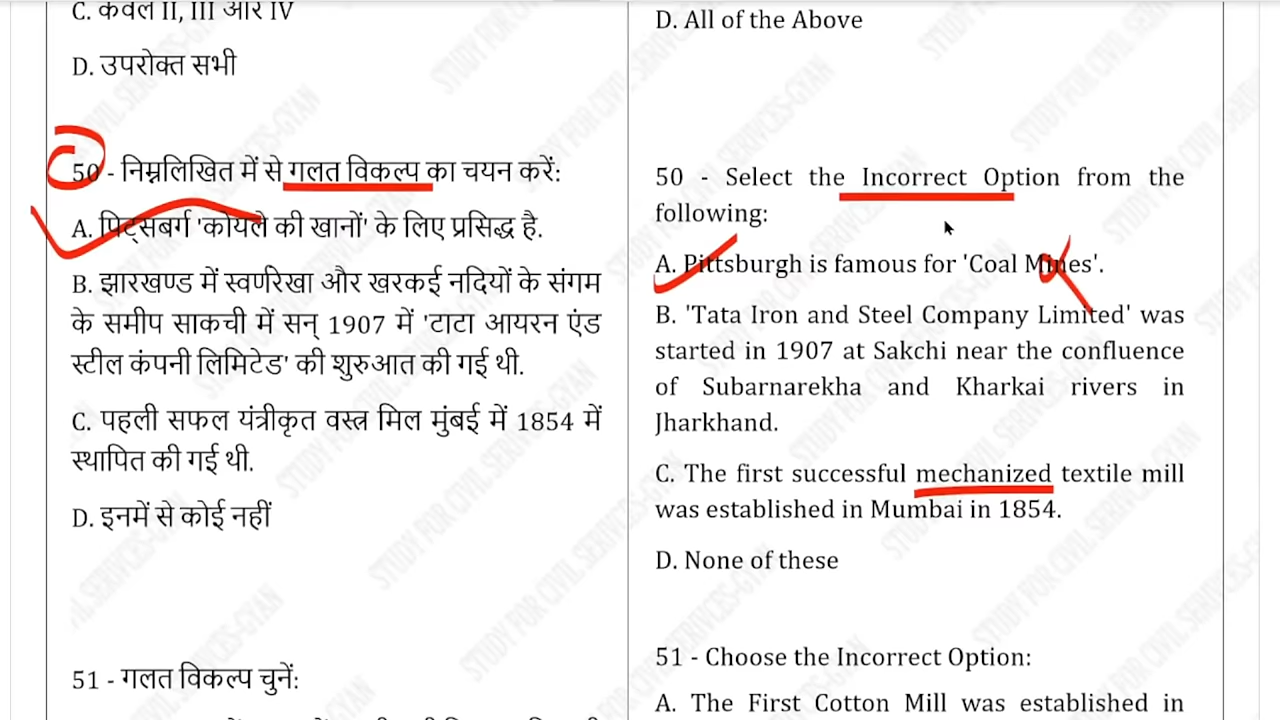 C. केवल II, III और IV
D. उपरोक्त सभी
50 - निम्नलिखित में से गलत विकल्प का चयन करें:
A. पिट्सबर्ग 'कोयले की खानों' के लिए प्रसिद्ध है.
B. झारखण्ड में स्वर्णरेखा और खरकई नदियों के संगम
के समीप साकची में सन् 1907 में 'टाटा आयरन एंड
स्टील कंपनी लिमिटेड' की शुरुआत की गई थी.
C. पहली सफल यंत्रीकृत वस्त्र मिल मुंबई में 1854 में
स्थापित की गई थी.
D. इनमें से कोई नहीं
51 - गलत विकल्प चुनें:
D. All of the Above
50 - Select the Incorrect Option from the
following:
A. Pittsburgh is famous for 'Coal Mines'.
B. 'Tata Iron and Steel Company Limited' was
started in 1907 at Sakchi near the confluence
of Subarnarekha and Kharkai rivers in
Jharkhand.
C. The first successful mechanized textile mill
was established in Mumbai in 1854.
D. None of these
51 - Choose the Incorrect Option:
A. The First Cotton Mill was established in
STUDY FOR CIVIL SERIVCES-GYAN